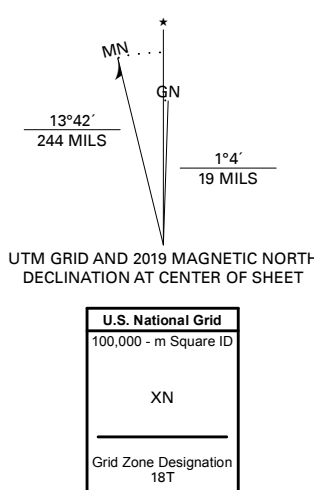 ★
MN
GN
13°42´
244 MILS
1°4´
19 MILS
UTM GRID AND 2019 MAGNETIC NORTH
DECLINATION AT CENTER OF SHEET
U.S. National Grid
100,000 - m Square ID
XN
Grid Zone Designation
18T